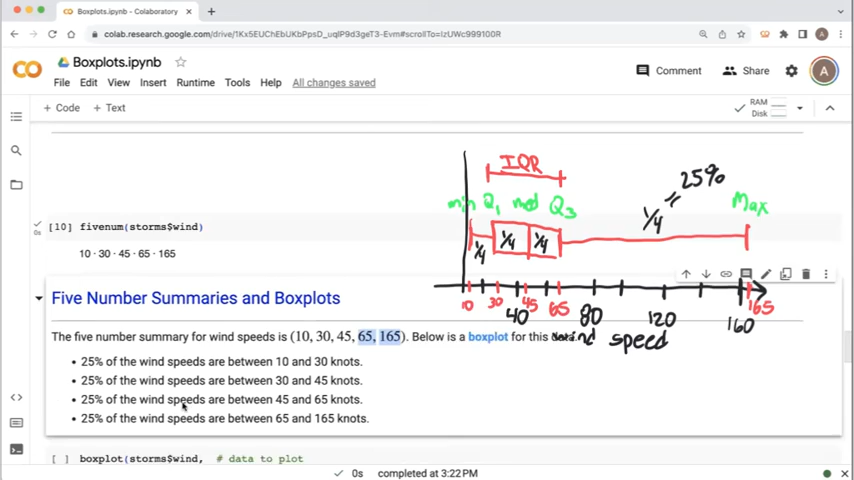 Boxplots.ipynb - Colaboratory
colab.research.google.com/drive/1Kx5EUChEbUKbPpsD_uqIP9d3geT3-Evm#scrollTo=IzUWc999100R
Boxplots.ipynb
File Edit View Insert Runtime Tools Help All changes saved
Comment Share A
+ Code + Text
RAM
Disk
IQR
25%
min Q1 med Q3 Max
1/4 1/4 1/4 1/4
[10] fivenum(storms$wind)
0s
10 · 30 · 45 · 65 · 165
10 30 45 65 165
40 80 120 160
wind speed
Five Number Summaries and Boxplots
The five number summary for wind speeds is (10, 30, 45, 65, 165). Below is a boxplot for this data.
• 25% of the wind speeds are between 10 and 30 knots.
• 25% of the wind speeds are between 30 and 45 knots.
• 25% of the wind speeds are between 45 and 65 knots.
• 25% of the wind speeds are between 65 and 165 knots.
[ ] boxplot(storms$wind, # data to plot
0s completed at 3:22PM